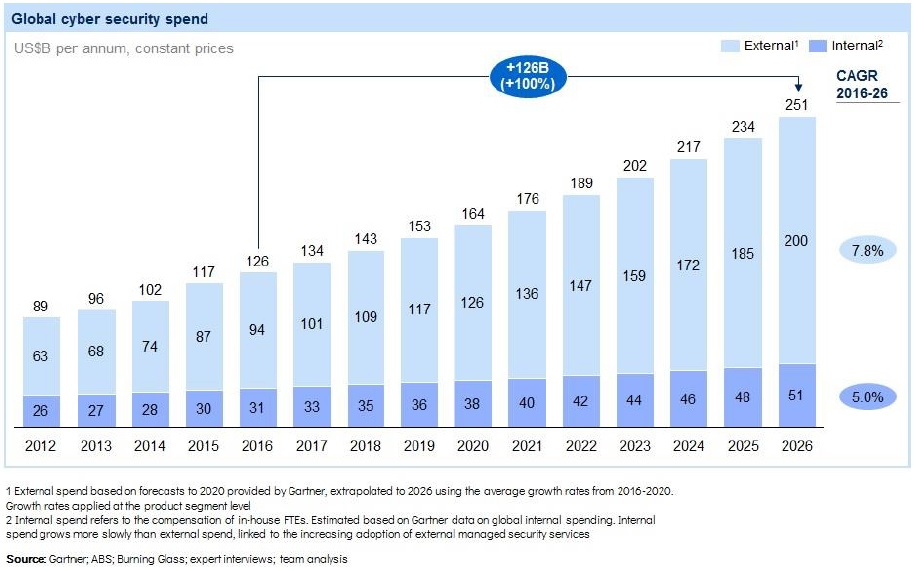 Global cyber security spend
US$B per annum, constant prices
External¹ Internal²
+126B
(+100%)
CAGR
2016-26
89 96 102 117 126 134 143 153 164 176 189 202 217 234 251
63 68 74 87 94 101 109 117 126 136 147 159 172 185 200
7.8%
26 27 28 30 31 33 35 36 38 40 42 44 46 48 51
5.0%
2012 2013 2014 2015 2016 2017 2018 2019 2020 2021 2022 2023 2024 2025 2026
1 External spend based on forecasts to 2020 provided by Gartner, extrapolated to 2026 using the average growth rates from 2016-2020.
Growth rates applied at the product segment level
2 Internal spend refers to the compensation of in-house FTEs. Estimated based on Gartner data on global internal spending. Internal
spend grows more slowly than external spend, linked to the increasing adoption of external managed security services
Source: Gartner; ABS; Burning Glass; expert interviews; team analysis